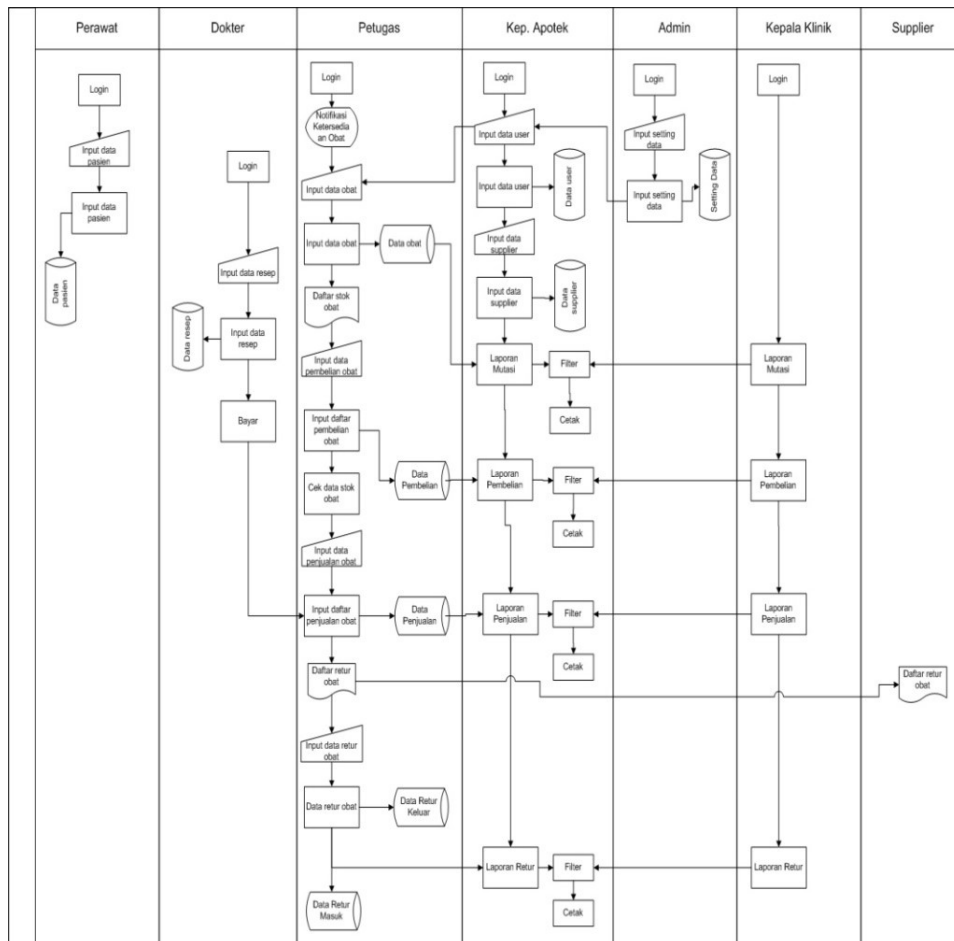 Perawat
Dokter
Petugas
Kep. Apotek
Admin
Kepala Klinik
Supplier
Login
Input data
pasien
Input data
pasien
Data
pasien
Login
Input data resep
Input data
resep
Data resep
Bayar
Login
Notifikasi
Ketersedia
an Obat
Input data obat
Input data obat
Data obat
Daftar stok
obat
Input data
pembelian obat
Input daftar
pembelian
obat
Data
Pembelian
Cek data stok
obat
Input data
penjualan obat
Input daftar
penjualan obat
Data
Penjualan
Daftar retur
obat
Input data retur
obat
Data retur obat
Data Retur
Keluar
Data Retur
Masuk
Login
Input data user
Input data user
Data user
Input data
supplier
Input data
supplier
Data
supplier
Laporan
Mutasi
Filter
Cetak
Laporan
Pembelian
Filter
Cetak
Laporan
Penjualan
Filter
Cetak
Laporan Retur
Filter
Cetak
Login
Input setting
data
Input setting
data
Setting Data
Login
Laporan
Mutasi
Laporan
Pembelian
Laporan
Penjualan
Laporan Retur
Daftar retur
obat